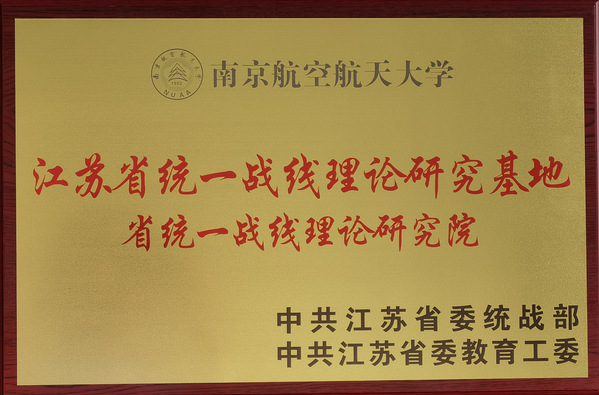 南京航空航天大学
NUAA
江苏省统一战线理论研究基地
省统一战线理论研究院
中共江苏省委统战部
中共江苏省委教育工委